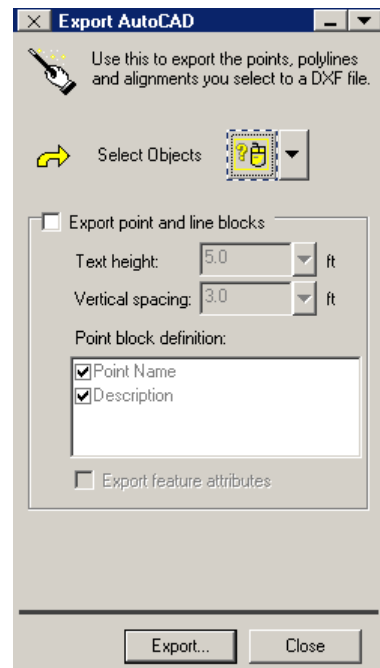 Export AutoCAD
Use this to export the points, polylines
and alignments you select to a DXF file.
Select Objects
Export point and line blocks
Text height: 5.0 ft
Vertical spacing: 3.0 ft
Point block definition:
Point Name
Description
Export feature attributes
Export... Close